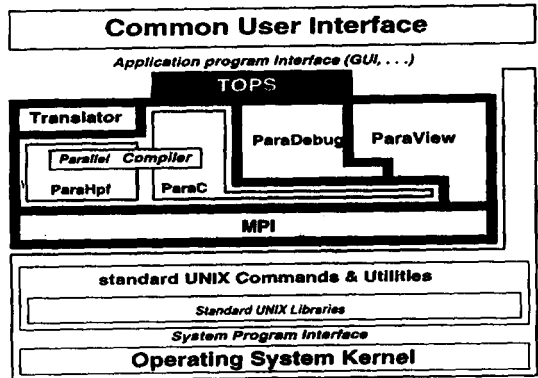 Common User Interface
Application program Interface (GUI, . . .)
TOPS
Translator
ParaDebug
ParaView
Parallel Compiler
ParaHpf
ParaC
MPI
standard UNIX Commands & Utilities
Standard UNIX Libraries
System Program Interface
Operating System Kernel